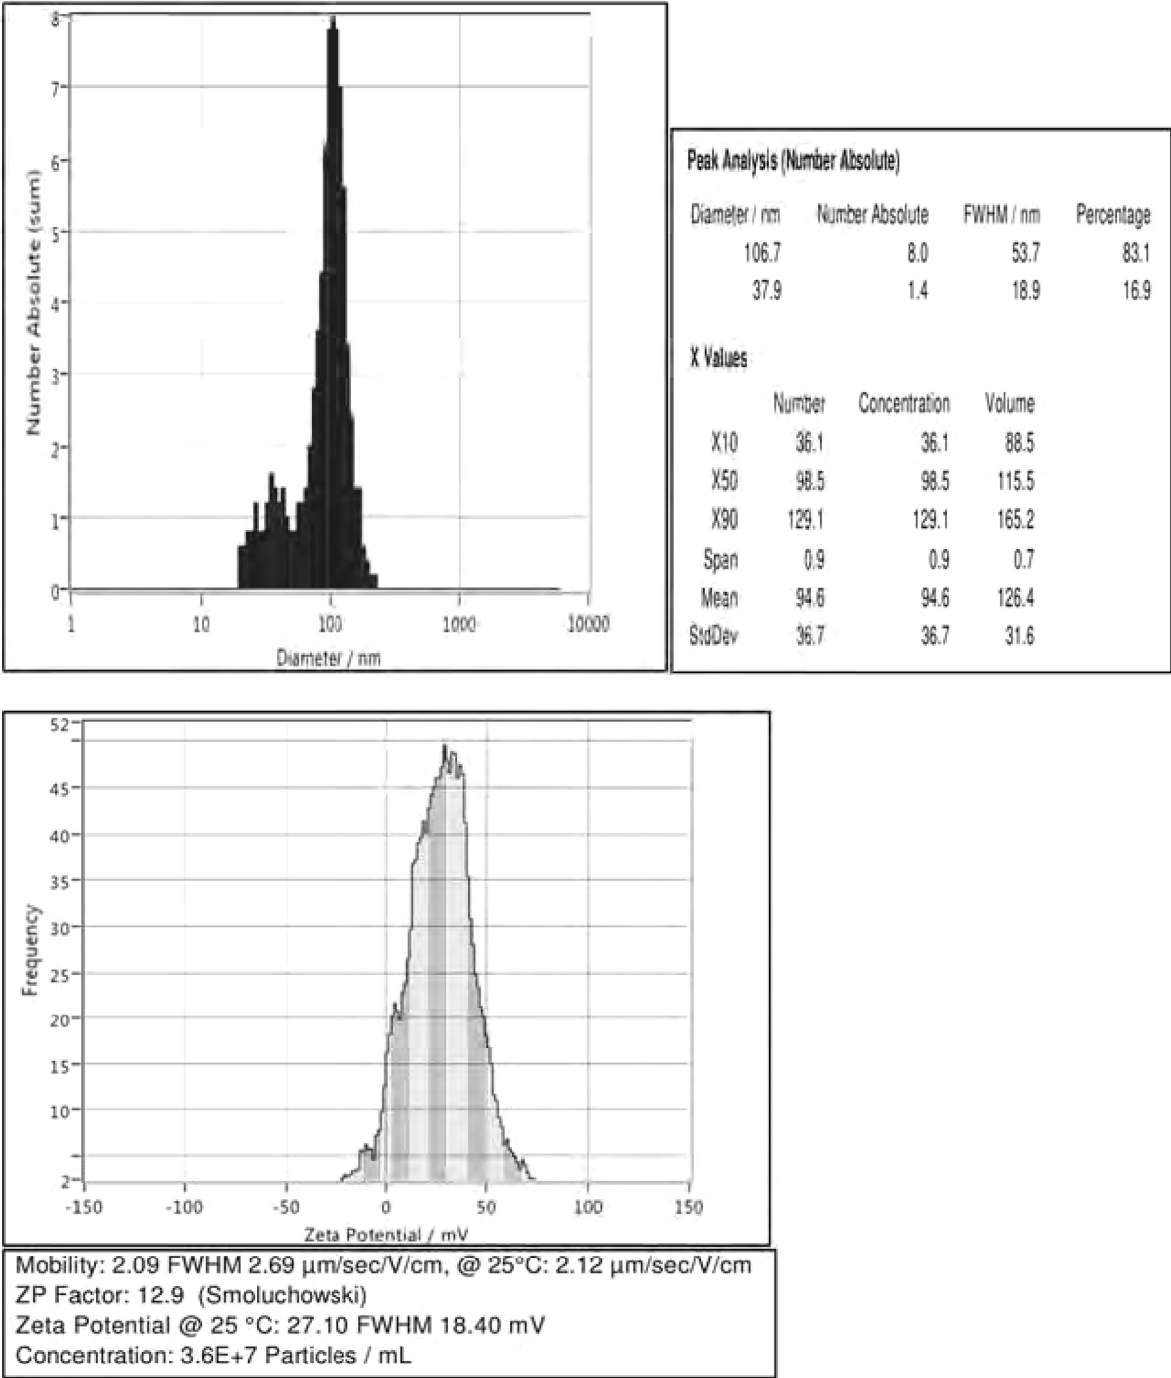 8
7
6
5
4
3
2
1
0
Number Absolute (sum)
1 10 100 1000 10000
Diameter / nm
Peak Analysis (Number Absolute)
Diameter / nm Number Absolute FWHM / nm Percentage
106.7 8.0 53.7 83.1
37.9 1.4 18.9 16.9
X Values
Number Concentration Volume
X10 36.1 36.1 88.5
X50 98.5 98.5 115.5
X90 129.1 129.1 165.2
Span 0.9 0.9 0.7
Mean 94.6 94.6 126.4
StdDev 36.7 36.7 31.6
52
45
40
35
30
25
20
15
10
2
Frequency
-150 -100 -50 0 50 100 150
Zeta Potential / mV
Mobility: 2.09 FWHM 2.69 µm/sec/V/cm, @ 25°C: 2.12 µm/sec/V/cm
ZP Factor: 12.9 (Smoluchowski)
Zeta Potential @ 25 °C: 27.10 FWHM 18.40 mV
Concentration: 3.6E+7 Particles / mL